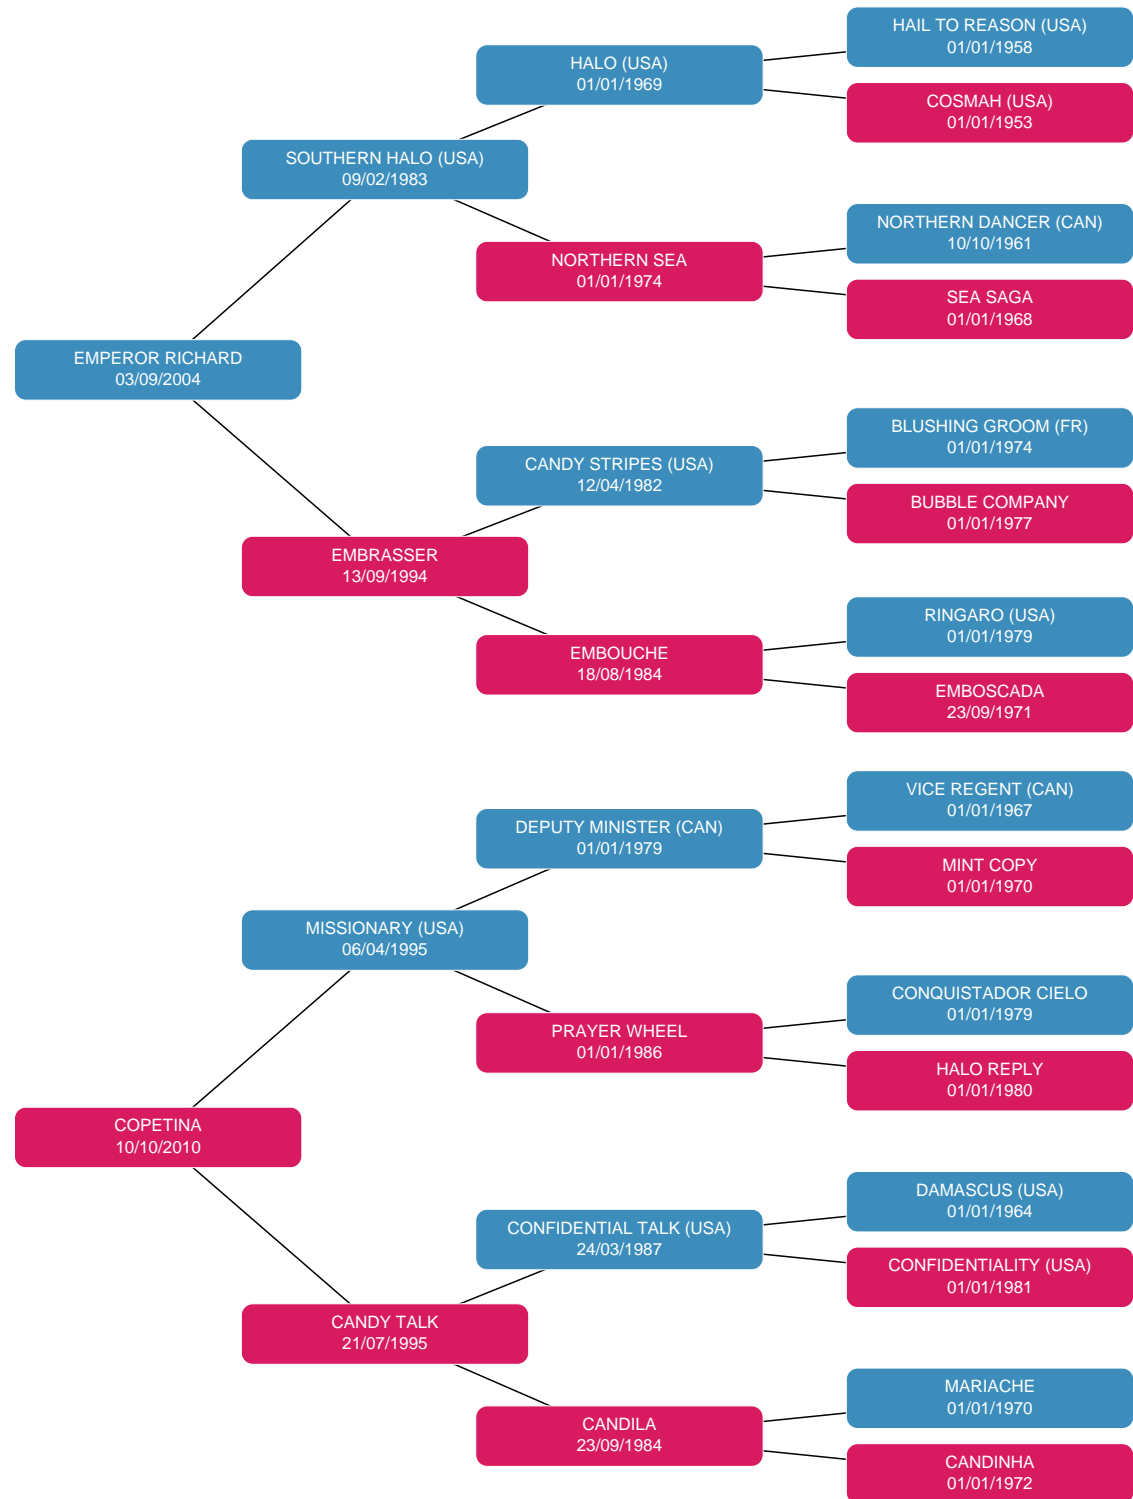 HAIL TO REASON (USA)
01/01/1958
HALO (USA)
01/01/1969
COSMAH (USA)
01/01/1953
SOUTHERN HALO (USA)
09/02/1983
NORTHERN DANCER (CAN)
10/10/1961
NORTHERN SEA
01/01/1974
SEA SAGA
01/01/1968
EMPEROR RICHARD
03/09/2004
BLUSHING GROOM (FR)
01/01/1974
CANDY STRIPES (USA)
12/04/1982
BUBBLE COMPANY
01/01/1977
EMBRASSER
13/09/1994
RINGARO (USA)
01/01/1979
EMBOUCHE
18/08/1984
EMBOSCADA
23/09/1971
VICE REGENT (CAN)
01/01/1967
DEPUTY MINISTER (CAN)
01/01/1979
MINT COPY
01/01/1970
MISSIONARY (USA)
06/04/1995
CONQUISTADOR CIELO
01/01/1979
PRAYER WHEEL
01/01/1986
HALO REPLY
01/01/1980
COPETINA
10/10/2010
DAMASCUS (USA)
01/01/1964
CONFIDENTIAL TALK (USA)
24/03/1987
CONFIDENTIALITY (USA)
01/01/1981
CANDY TALK
21/07/1995
MARIACHE
01/01/1970
CANDILA
23/09/1984
CANDINHA
01/01/1972